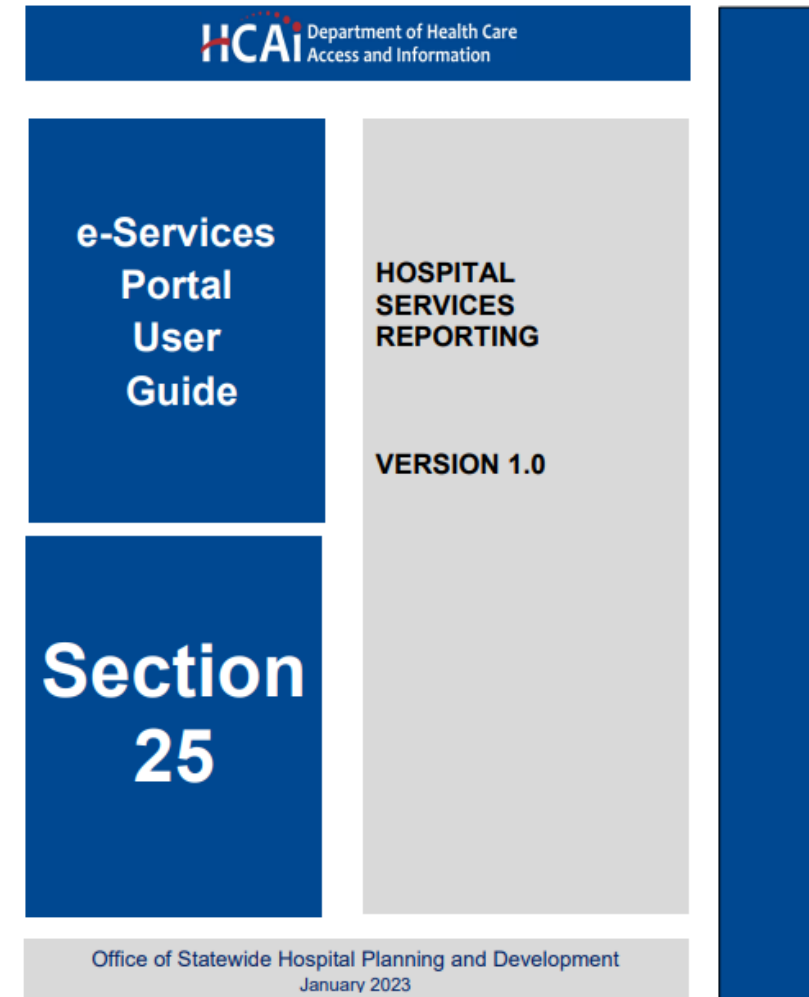 HCAi Department of Health Care
Access and Information
e-Services
Portal
User
Guide
HOSPITAL
SERVICES
REPORTING
VERSION 1.0
Section
25
Office of Statewide Hospital Planning and Development
January 2023